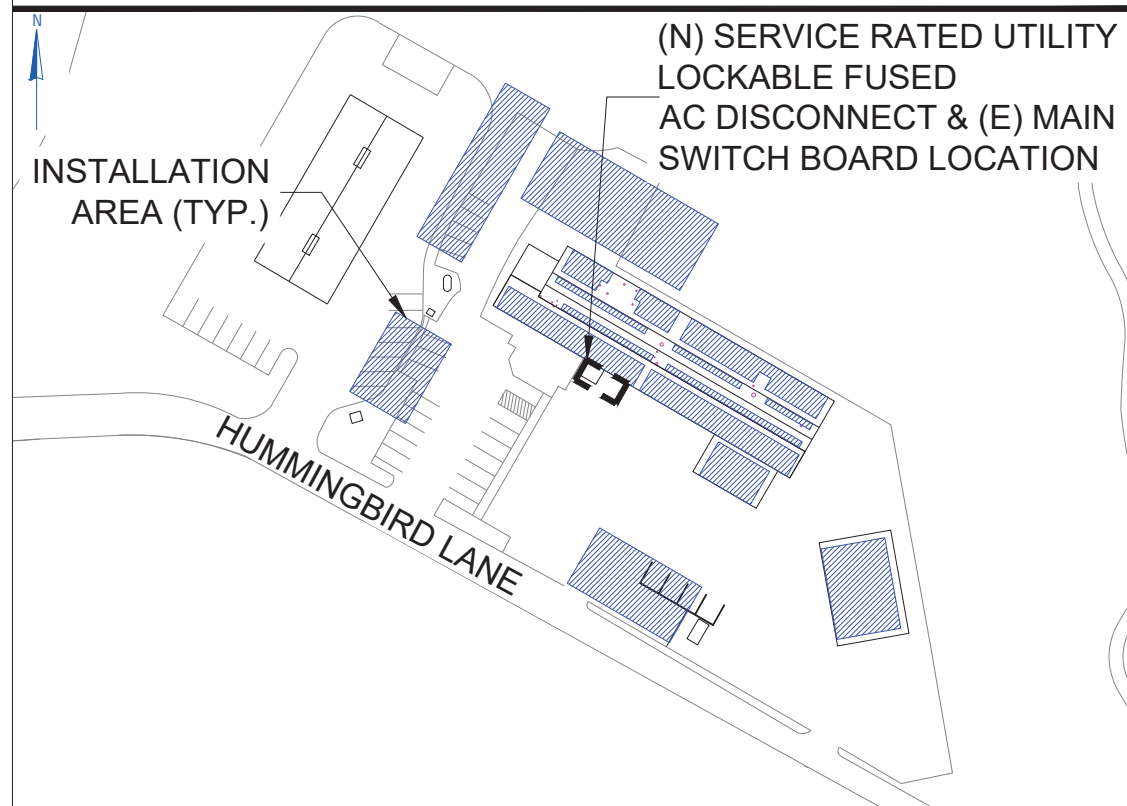 N
(N) SERVICE RATED UTILITY
LOCKABLE FUSED
AC DISCONNECT & (E) MAIN
SWITCH BOARD LOCATION
INSTALLATION
AREA (TYP.)
HUMMINGBIRD LANE